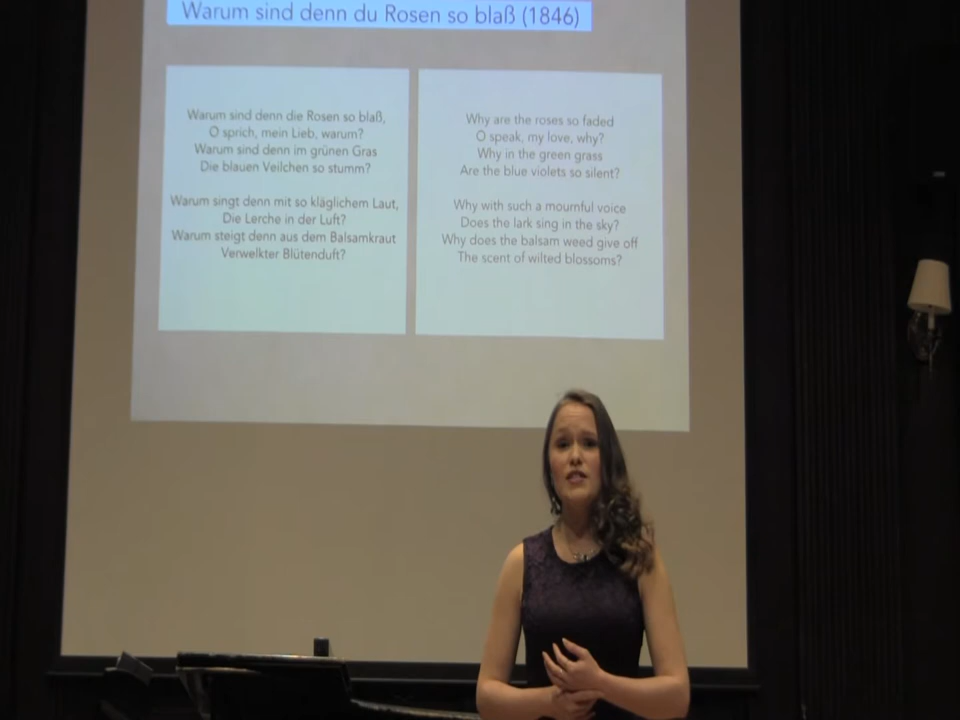 Warum sind denn du Rosen so blaß (1846)
Warum sind denn die Rosen so blaß,
O sprich, mein Lieb, warum?
Warum sind denn im grünen Gras
Die blauen Veilchen so stumm?
Warum singt denn mit so kläglichem Laut,
Die Lerche in der Luft?
Warum steigt denn aus dem Balsamkraut
Verwelkter Blütenduft?
Why are the roses so faded
O speak, my love, why?
Why in the green grass
Are the blue violets so silent?
Why with such a mournful voice
Does the lark sing in the sky?
Why does the balsam weed give off
The scent of wilted blossoms?